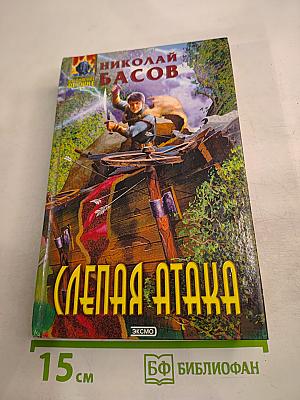 НИКОЛАЙ
БАСОВ
СЛЕПАЯ АТАКА
ЭКСМО
15 см
БФ БИБЛИОФАН